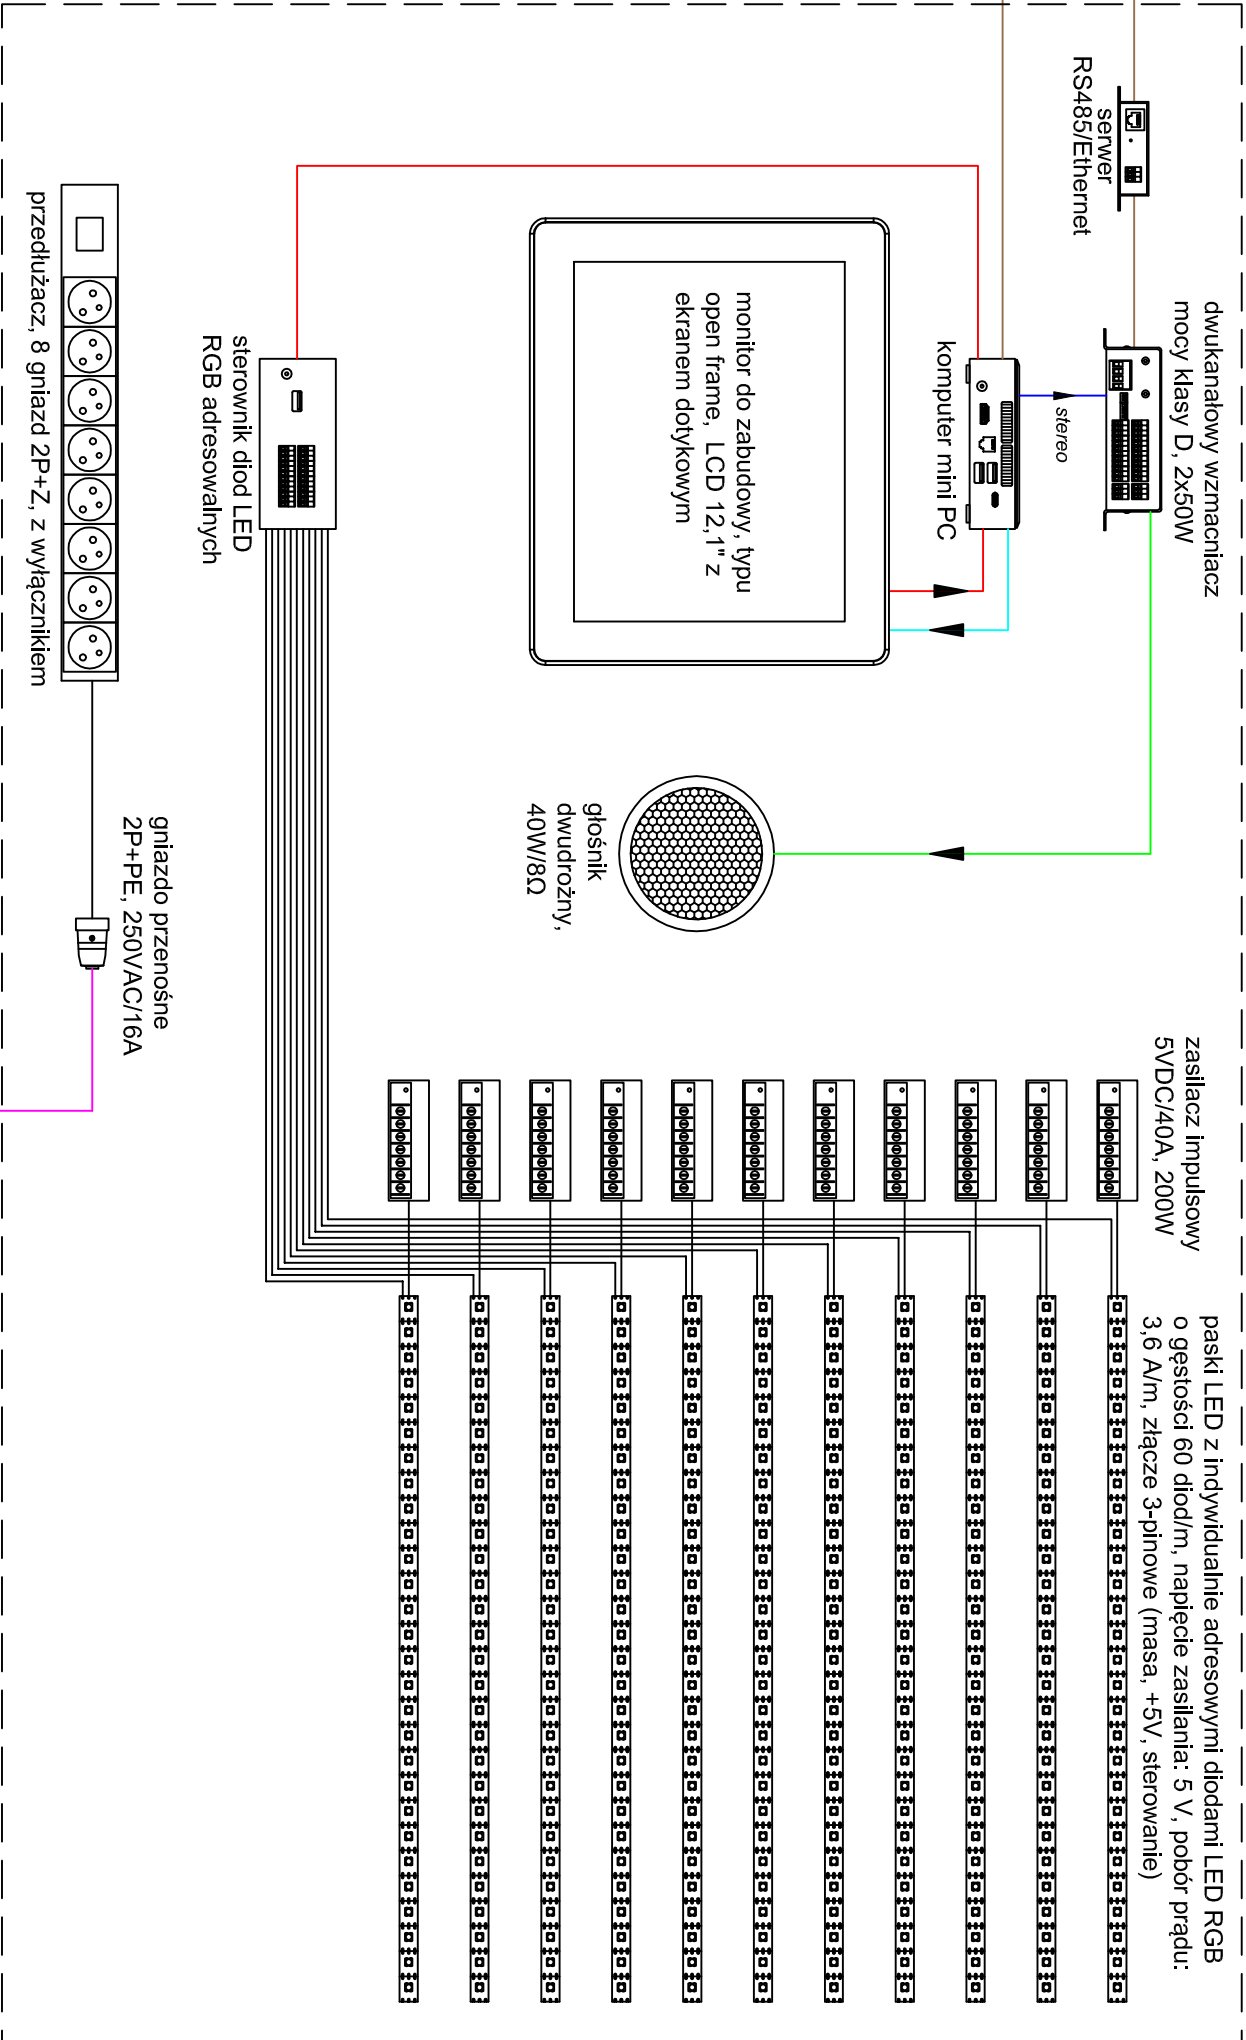 serwer
RS485/Ethernet
dwukanałowy wzmacniacz
mocy klasy D, 2x50W
stereo
komputer mini PC
monitor do zabudowy, typu
open frame, LCD 12,1" z
ekranem dotykowym
sterownik diod LED
RGB adresowalnych
przedłużacz, 8 gniazd 2P+Z, z wyłącznikiem
głośnik
dwudrożny,
40W/8Ω
gniazdo przenośne
2P+PE, 250VAC/16A
zasilacz impulsowy
5VDC/40A, 200W
paski LED z indywidualnie adresowymi diodami LED RGB
o gęstości 60 diod/m, napięcie zasilania: 5 V, pobór prądu:
3,6 A/m, złącze 3-pinowe (masa, +5V, sterowanie)